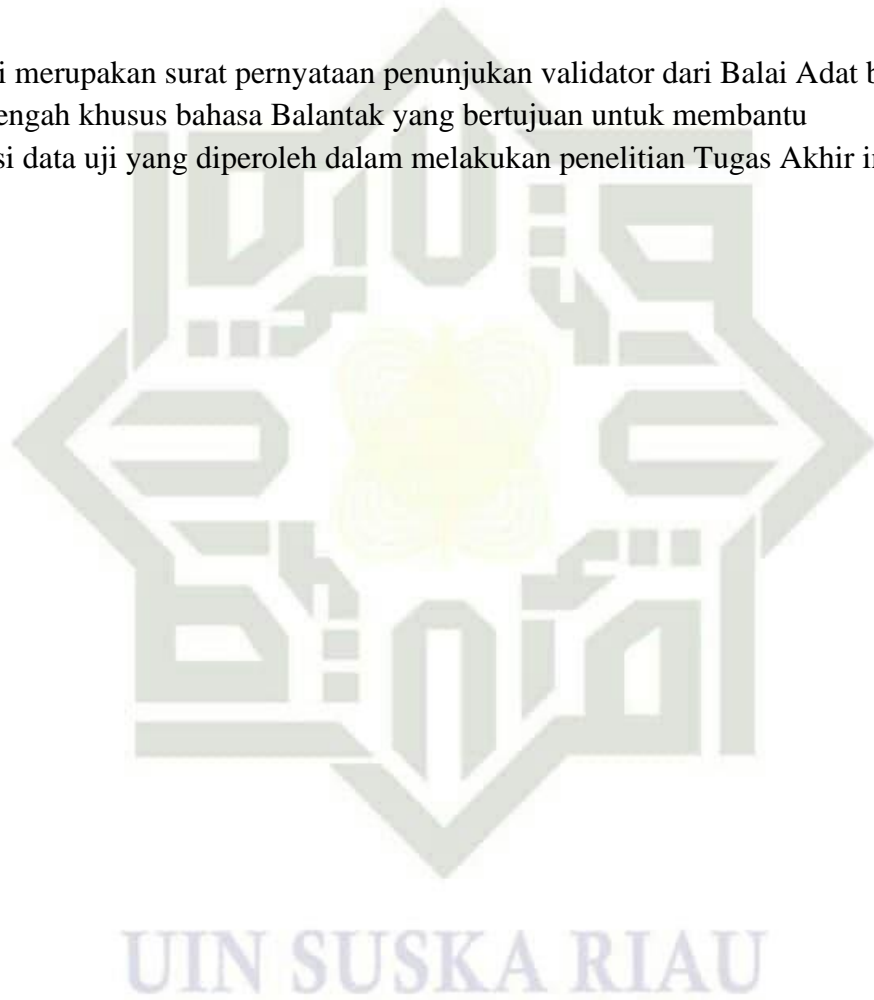 i merupakan surat pernyataan penunjukan validator dari Balai Adat b
engah khusus bahasa Balantak yang bertujuan untuk membantu
si data uji yang diperoleh dalam melakukan penelitian Tugas Akhir i
UIN SUSKA RIAU